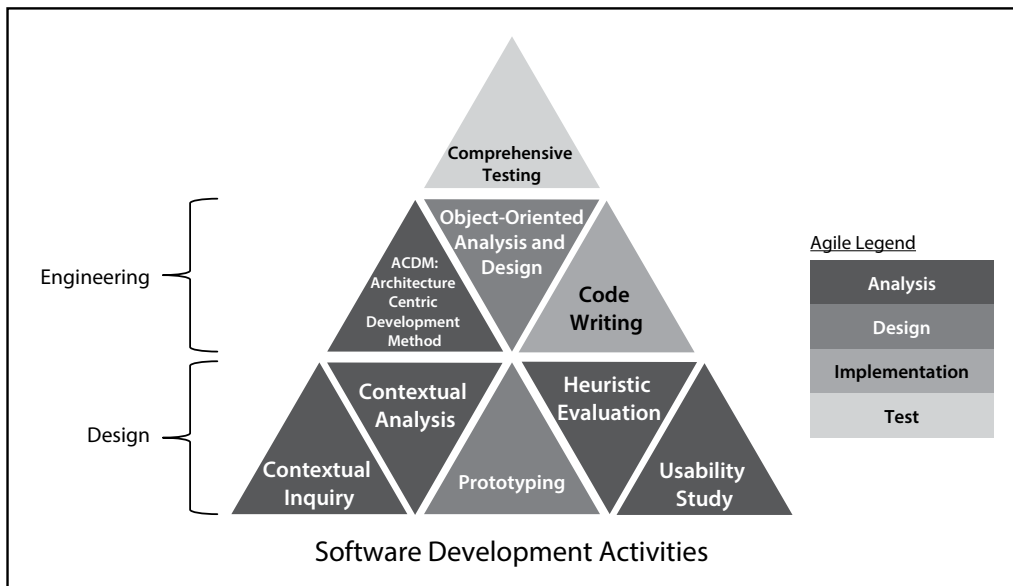 Comprehensive
Testing
Engineering
ACDM:
Architecture
Centric
Development
Method
Object-Oriented
Analysis and
Design
Code
Writing
Design
Contextual
Inquiry
Contextual
Analysis
Prototyping
Heuristic
Evaluation
Usability
Study
Agile Legend
Analysis
Design
Implementation
Test
Software Development Activities